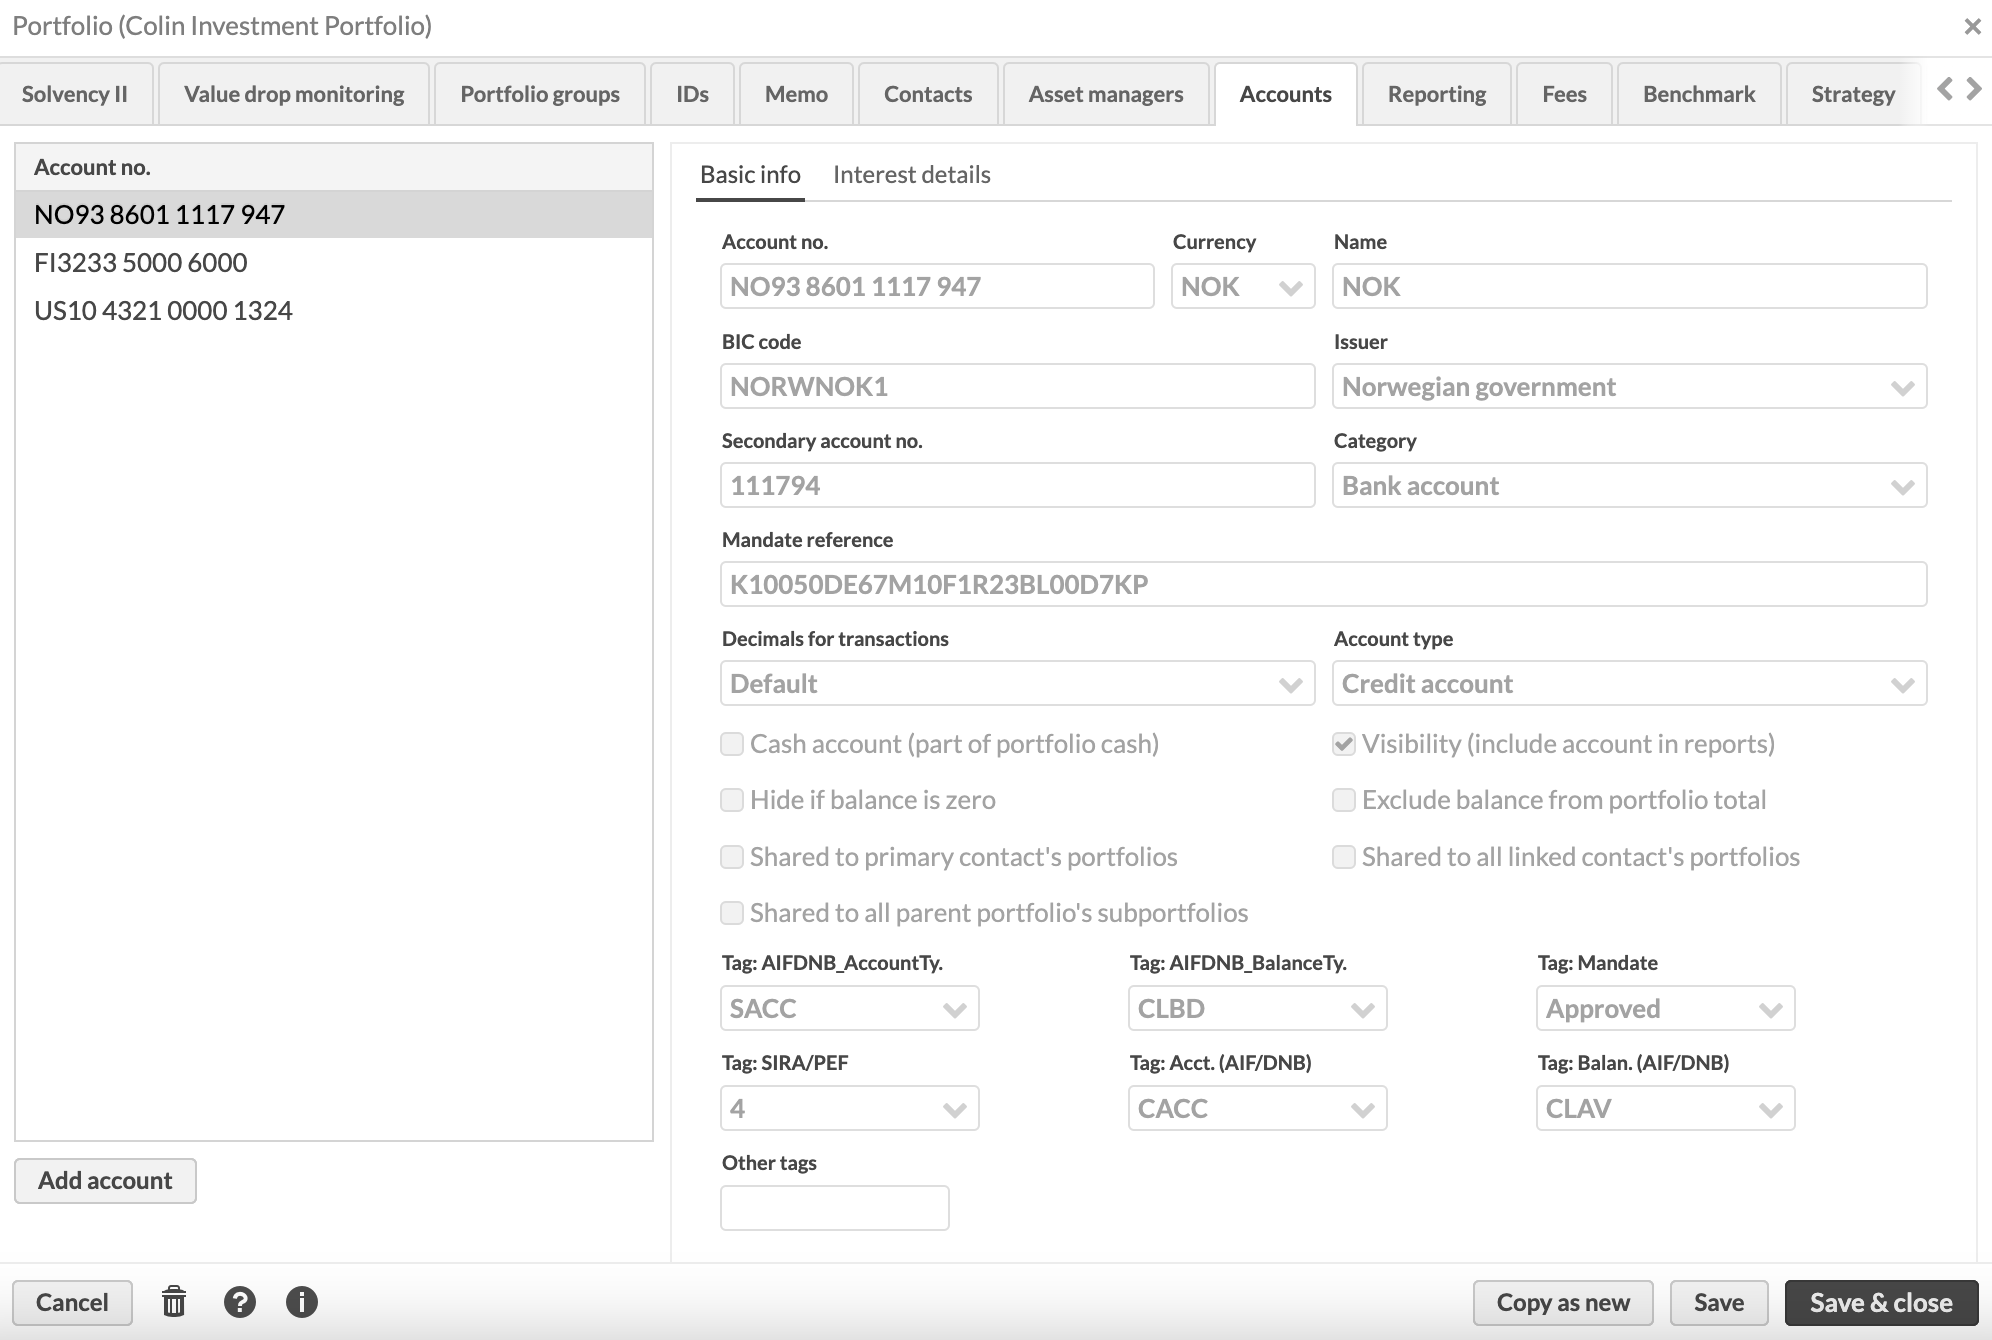 Portfolio (Colin Investment Portfolio)
Solvency II Value drop monitoring Portfolio groups IDs Memo Contacts Asset managers Accounts Reporting Fees Benchmark Strategy
Account no.
NO93 8601 1117 947
FI3233 5000 6000
US10 4321 0000 1324
Add account
Basic info Interest details
Account no. Currency Name
NO93 8601 1117 947 NOK NOK
BIC code Issuer
NORWNOK1 Norwegian government
Secondary account no. Category
111794 Bank account
Mandate reference
K10050DE67M10F1R23BL00D7KP
Decimals for transactions Account type
Default Credit account
Cash account (part of portfolio cash) Visibility (include account in reports)
Hide if balance is zero Exclude balance from portfolio total
Shared to primary contact's portfolios Shared to all linked contact's portfolios
Shared to all parent portfolio's subportfolios
Tag: AIFDNB_AccountTy. Tag: AIFDNB_BalanceTy. Tag: Mandate
SACC CLBD Approved
Tag: SIRA/PEF Tag: Acct. (AIF/DNB) Tag: Balan. (AIF/DNB)
4 CACC CLAV
Other tags
Cancel Copy as new Save Save & close